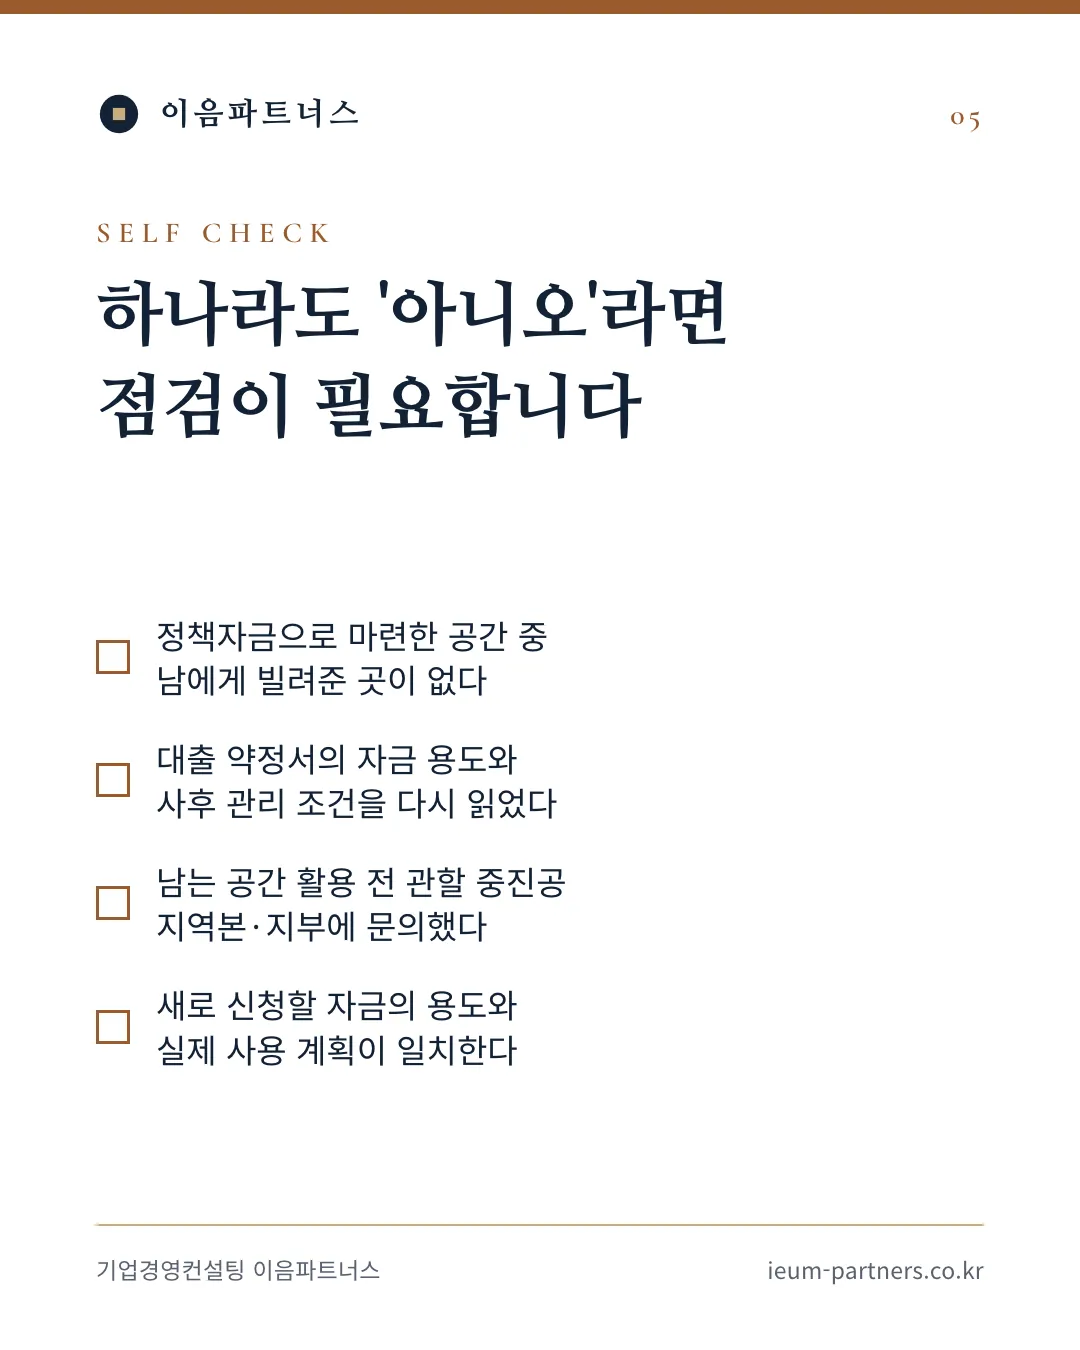 이음파트너스
05
SELF CHECK
하나라도 '아니오'라면
점검이 필요합니다
정책자금으로 마련한 공간 중
남에게 빌려준 곳이 없다
대출 약정서의 자금 용도와
사후 관리 조건을 다시 읽었다
남는 공간 활용 전 관할 중진공
지역본·지부에 문의했다
새로 신청할 자금의 용도와
실제 사용 계획이 일치한다
기업경영컨설팅 이음파트너스
ieum-partners.co.kr